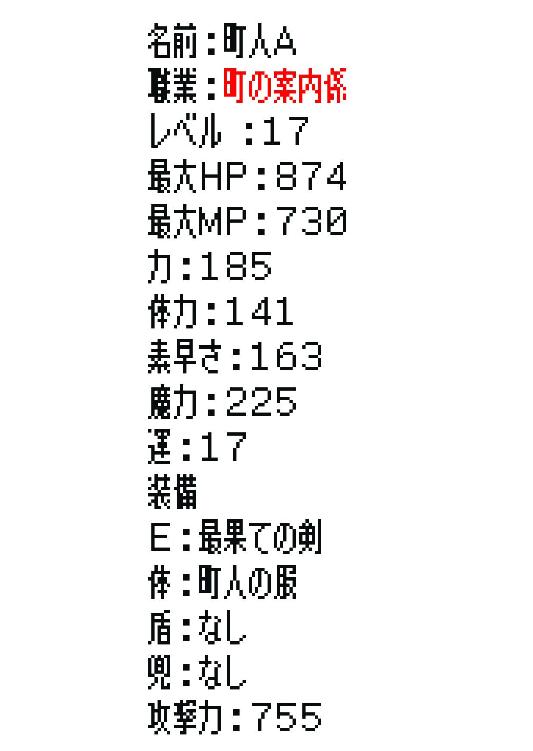 名前:町人A
職業:町の案内係
レベル :17
最大HP:874
最大MP:730
力:185
体力:141
素早さ:163
魔力:225
運:17
装備
E:最果ての剣
体:町人の服
盾:なし
兜:なし
攻撃力:755